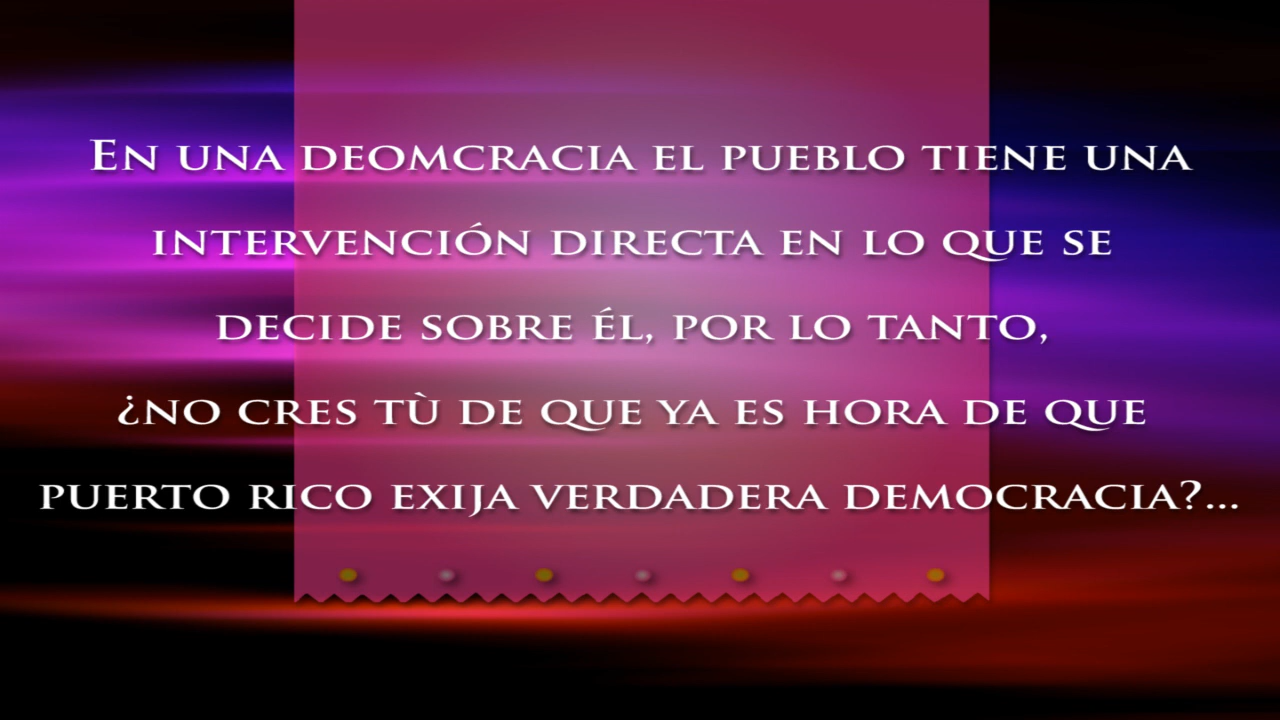 En una deomcracia el pueblo tiene una
intervención directa en lo que se
decide sobre él, por lo tanto,
¿no cres tù de que ya es hora de que
puerto rico exija verdadera democracia?...